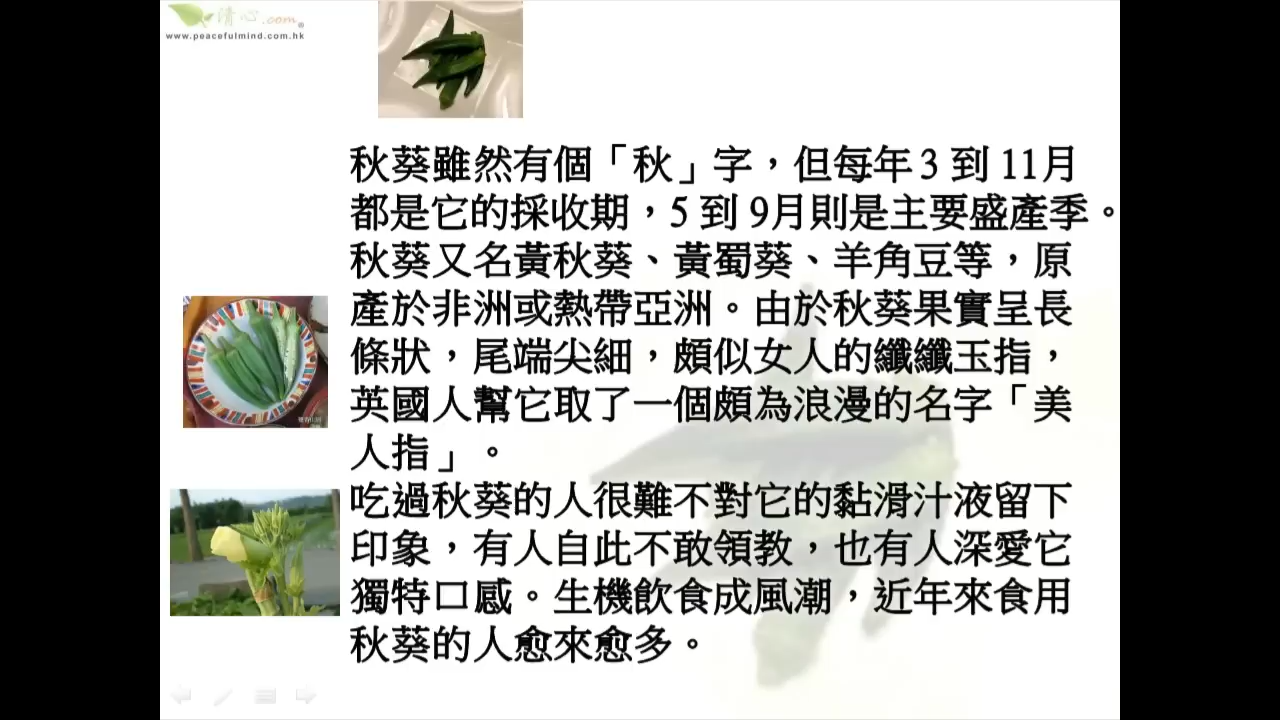 清心.com®
www.peacefulmind.com.hk
秋葵雖然有個「秋」字，但每年3 到 11月
都是它的採收期，5 到 9月則是主要盛產季。
秋葵又名黃秋葵、黃蜀葵、羊角豆等，原
產於非洲或熱帶亞洲。由於秋葵果實呈長
條狀，尾端尖細，頗似女人的纖纖玉指，
英國人幫它取了一個頗為浪漫的名字「美
人指」。
吃過秋葵的人很難不對它的黏滑汁液留下
印象，有人自此不敢領教，也有人深愛它
獨特口感。生機飲食成風潮，近年來食用
秋葵的人愈來愈多。